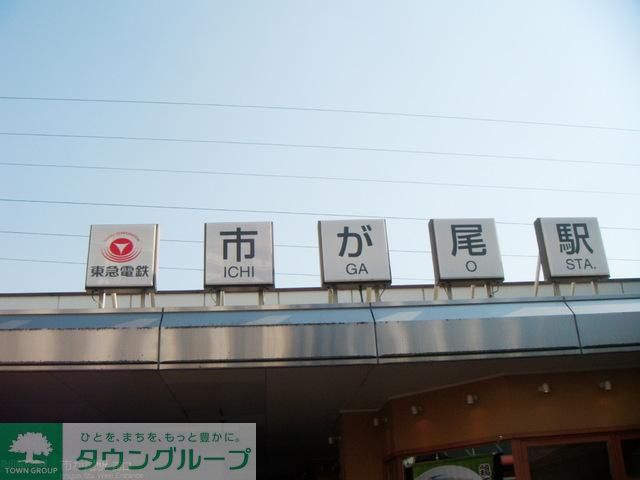 東急電鉄
市が尾駅
ICHI GA O STA.
ひとを、まちを、もっと豊かに。
タウングループ
TOWN GROUP